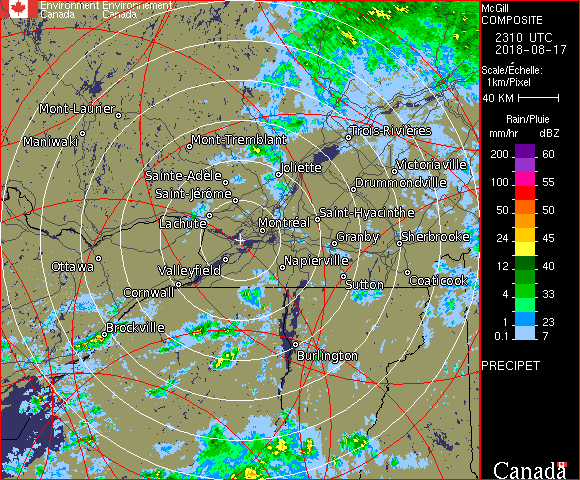 Environment Environnement
Canada Canada
McGill
COMPOSITE
2310 UTC
2018-08-17
Scale/Échelle:
1km/Pixel
40 KM
Rain/Pluie
mm/hr dBZ
200 60
150 57
100 55
50 50
24 45
12 40
4 33
1 23
0.1 7
PRECIPET
Canada
Mont-Laurier
Maniwaki
Mont-Tremblant
Trois-Rivières
Joliette
Victoriaville
Sainte-Adèle
Drummondville
Saint-Jérôme
Saint-Hyacinthe
Lachute
Montréal
Granby
Sherbrooke
Ottawa
Valleyfield
Napierville
Cornwall
Sutton
Coaticook
Brockville
Burlington